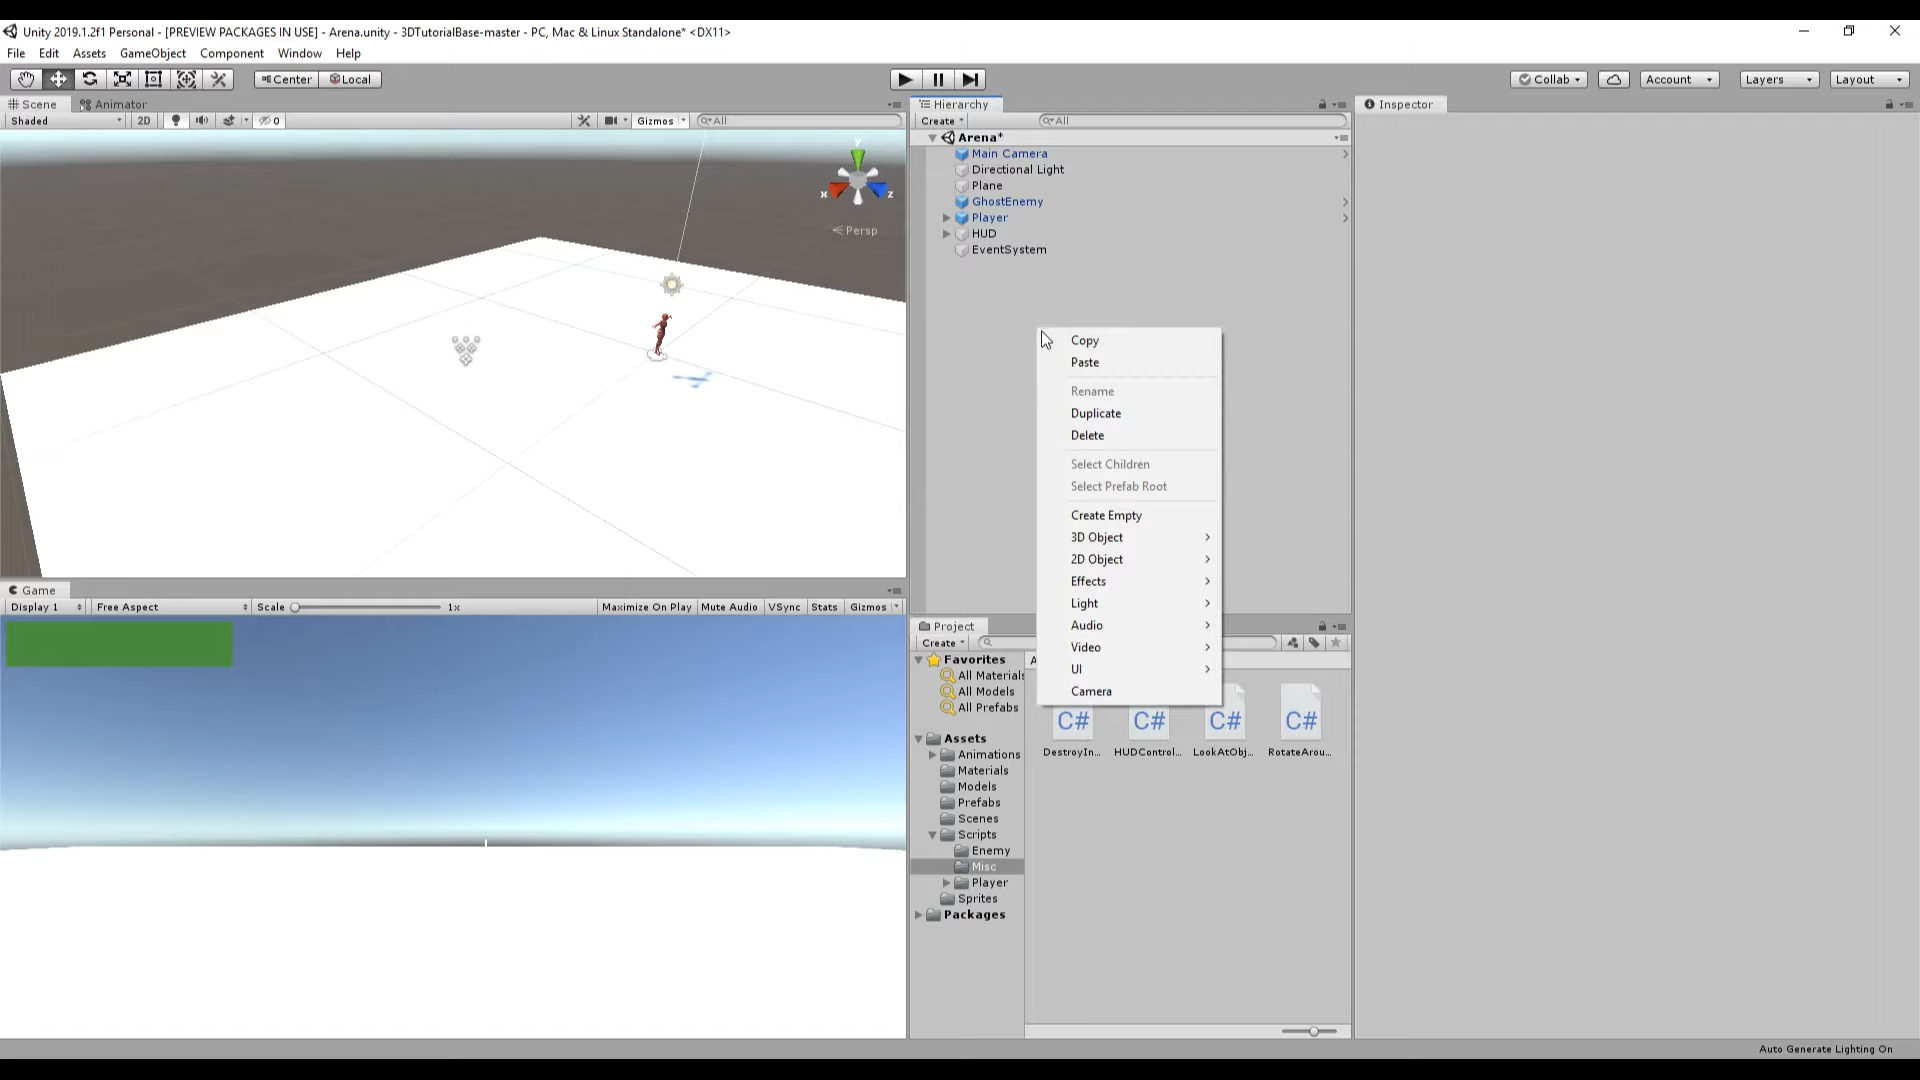 Unity 2019.1.2f1 Personal - [PREVIEW PACKAGES IN USE] - Arena.unity - 3DTutorialBase-master - PC, Mac & Linux Standalone* <DX11>
File Edit Assets GameObject Component Window Help
Center Local
Collab Account Layers Layout
Scene Animator
Shaded 2D 0 Gizmos All
y
x z
Persp
Hierarchy
Create All
Arena*
Main Camera
Directional Light
Plane
GhostEnemy
Player
HUD
EventSystem
Inspector
Copy
Paste
Rename
Duplicate
Delete
Select Children
Select Prefab Root
Create Empty
3D Object
2D Object
Effects
Light
Audio
Video
UI
Camera
Game
Display 1 Free Aspect Scale 1x Maximize On Play Mute Audio VSync Stats Gizmos
Project
Create
Favorites
All Materials
All Models
All Prefabs
Assets
Animations
Materials
Models
Prefabs
Scenes
Scripts
Enemy
Misc
Player
Sprites
Packages
C# C# C# C#
DestroyIn... HUDControl... LookAtObj... RotateArou...
Auto Generate Lighting On